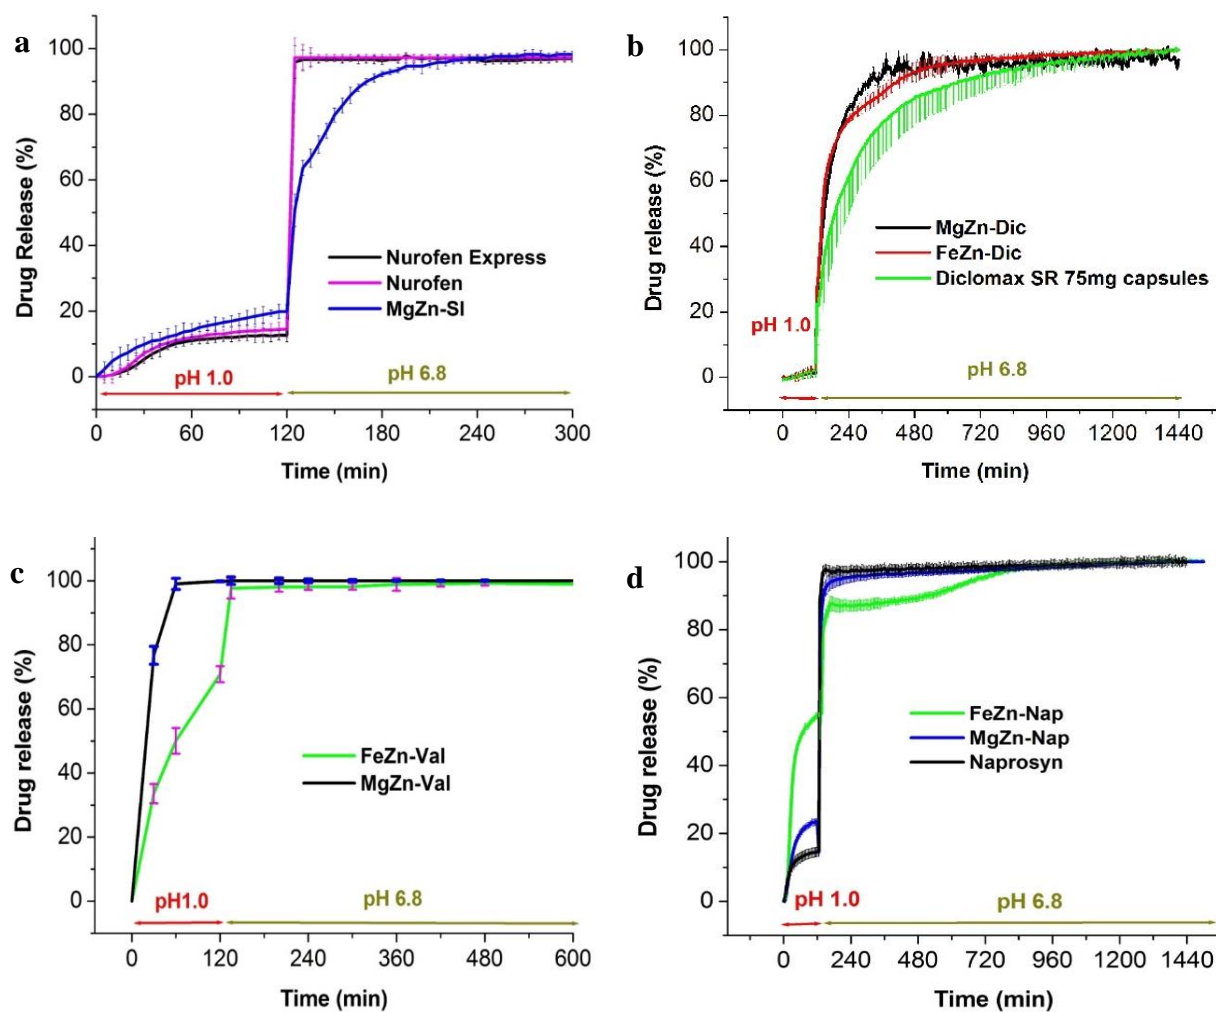 a
Drug Release (%)
100
80
60
40
20
0
Nurofen Express
Nurofen
MgZn-SI
pH 1.0
pH 6.8
0 60 120 180 240 300
Time (min)
b
Drug release (%)
100
80
60
40
20
0
MgZn-Dic
FeZn-Dic
Diclomax SR 75mg capsules
pH 1.0
pH 6.8
0 240 480 720 960 1200 1440
Time (min)
c
Drug release (%)
100
80
60
40
20
0
FeZn-Val
MgZn-Val
pH1.0
pH 6.8
0 120 240 360 480 600
Time (min)
d
Drug release (%)
100
80
60
40
20
0
FeZn-Nap
MgZn-Nap
Naprosyn
pH 1.0
pH 6.8
0 240 480 720 960 1200 1440
Time (min)